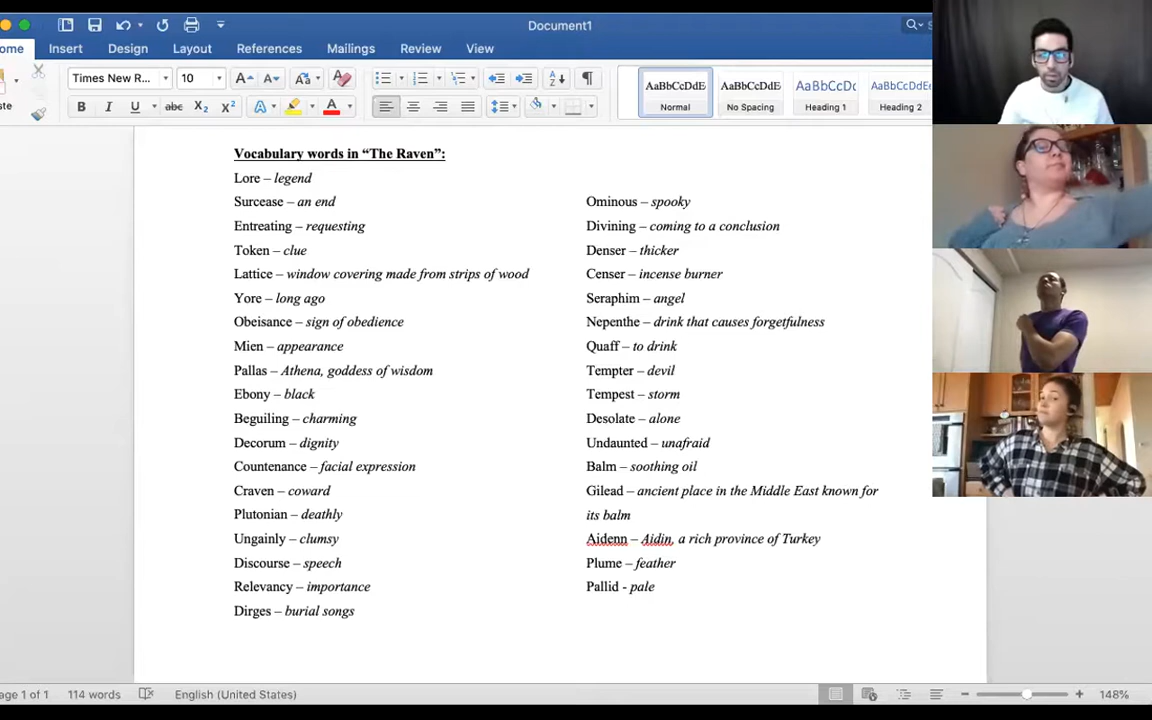 Document1
ome
Insert
Design
Layout
References
Mailings
Review
View
Times New R...
10
AaBbCcDdE
AaBbCcDdE
AaBbCcDc
AaBbCcDdE
ste
Normal
No Spacing
Heading 1
Heading 2
Vocabulary words in “The Raven”:
Lore – legend
Surcease – an end
Entreating – requesting
Token – clue
Lattice – window covering made from strips of wood
Yore – long ago
Obeisance – sign of obedience
Mien – appearance
Pallas – Athena, goddess of wisdom
Ebony – black
Beguiling – charming
Decorum – dignity
Countenance – facial expression
Craven – coward
Plutonian – deathly
Ungainly – clumsy
Discourse – speech
Relevancy – importance
Dirges – burial songs
Ominous – spooky
Divining – coming to a conclusion
Denser – thicker
Censer – incense burner
Seraphim – angel
Nepenthe – drink that causes forgetfulness
Quaff – to drink
Tempter – devil
Tempest – storm
Desolate – alone
Undaunted – unafraid
Balm – soothing oil
Gilead – ancient place in the Middle East known for
its balm
Aidenn – Aidin, a rich province of Turkey
Plume – feather
Pallid - pale
age 1 of 1
114 words
English (United States)
148%